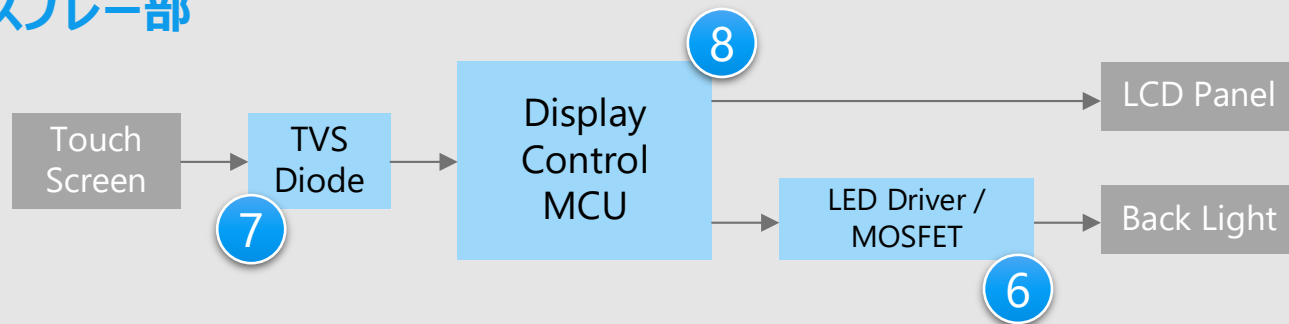 スプレー部
8
Touch
Screen
TVS
Diode
7
Display
Control
MCU
LCD Panel
LED Driver /
MOSFET
6
Back Light